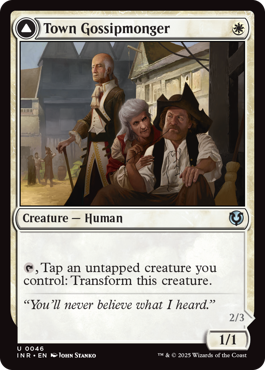 Town Gossipmonger
Creature — Human
, Tap an untapped creature you
control: Transform this creature.
“You’ll never believe what I heard.”
2/3
1/1
U 0046
INR • EN JOHN STANKO
™ & © 2025 Wizards of the Coast